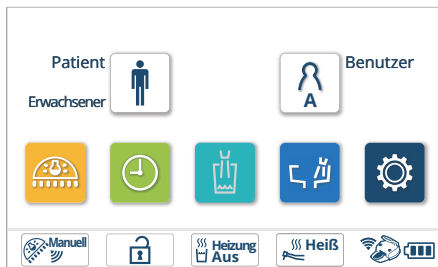 Patient
Erwachsener
Benutzer
A
Manuell
Heizung
Aus
Heiß